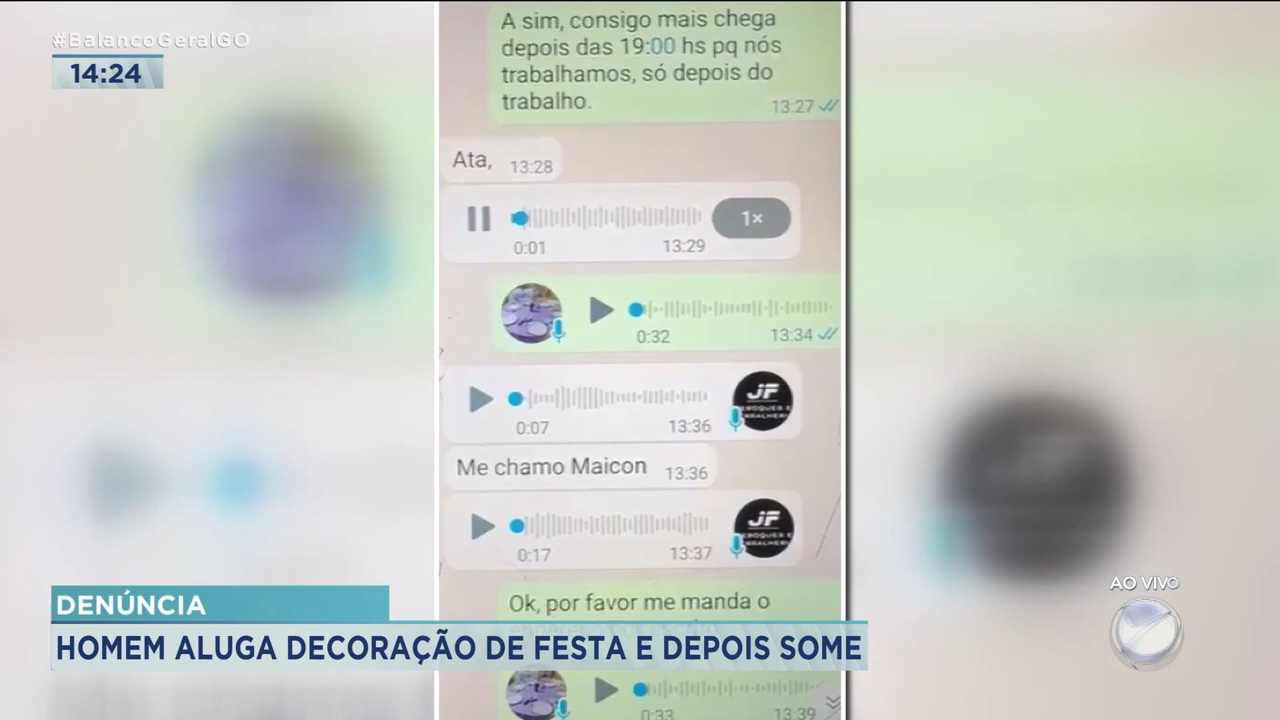 #BalancoGeralGO
14:24
A sim, consigo mais chega
depois das 19:00 hs pq nós
trabalhamos, só depois do
trabalho.
13:27
Ata, 13:28
1×
0:01 13:29
0:32 13:34
JF
0:07 13:36
Me chamo Maicon 13:36
JF
0:17 13:37
Ok, por favor me manda o
DENÚNCIA
HOMEM ALUGA DECORAÇÃO DE FESTA E DEPOIS SOME
AO VIVO
0:33 13:39